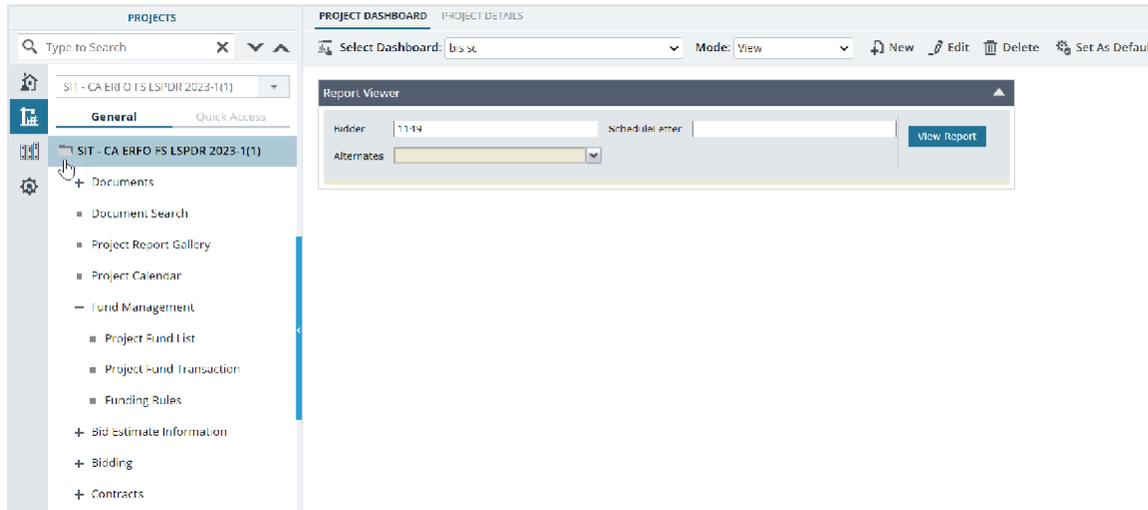 PROJECTS
PROJECT DASHBOARD PROJECT DETAILS
Type to Search
Select Dashboard: bis sc Mode: View New Edit Delete Set As Defaul
SIT - CA ERFO FS LSPDR 2023-1(1)
General Quick Access
SIT - CA ERFO FS LSPDR 2023-1(1)
Documents
Document Search
Project Report Gallery
Project Calendar
Fund Management
Project Fund List
Project Fund Transaction
Funding Rules
Bid Estimate Information
Bidding
Contracts
Report Viewer
Bidder 1149 ScheduleLetter
View Report
Alternates